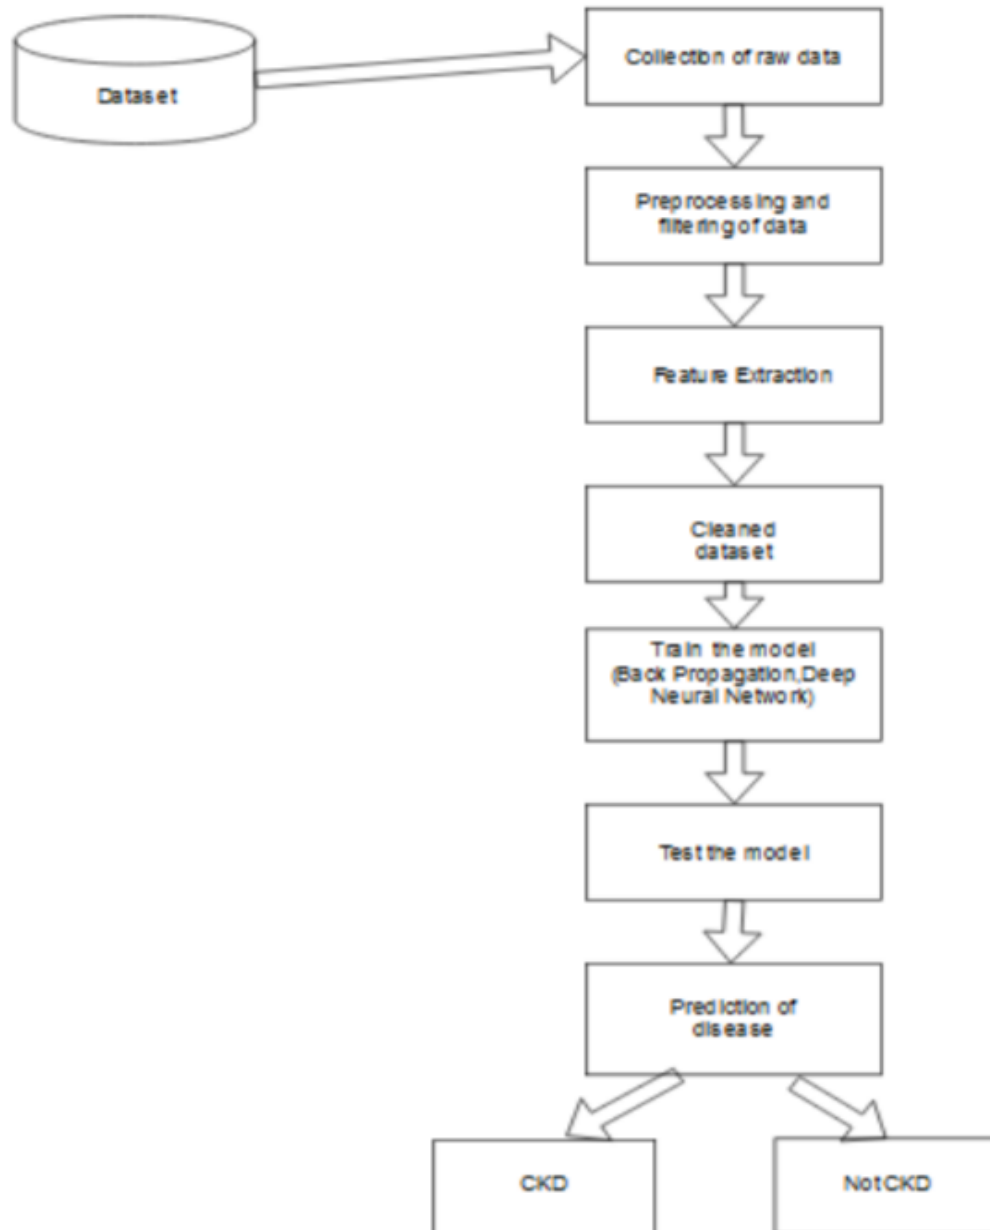 Dataset
Collection of raw data
Preprocessing and
filtering of data
Feature Extraction
Cleaned
dataset
Train the model
(Back Propagation,Deep
Neural Network)
Test the model
Prediction of
disease
CKD
Not CKD